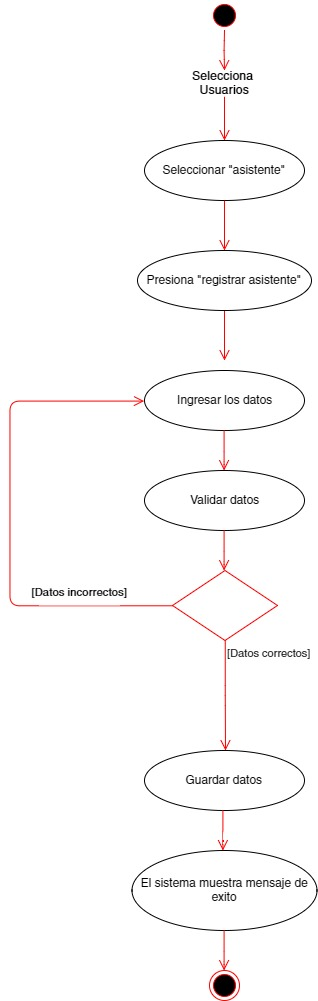 Selecciona
Usuarios
Seleccionar "asistente"
Presiona "registrar asistente"
Ingresar los datos
Validar datos
[Datos incorrectos]
[Datos correctos]
Guardar datos
El sistema muestra mensaje de
exito